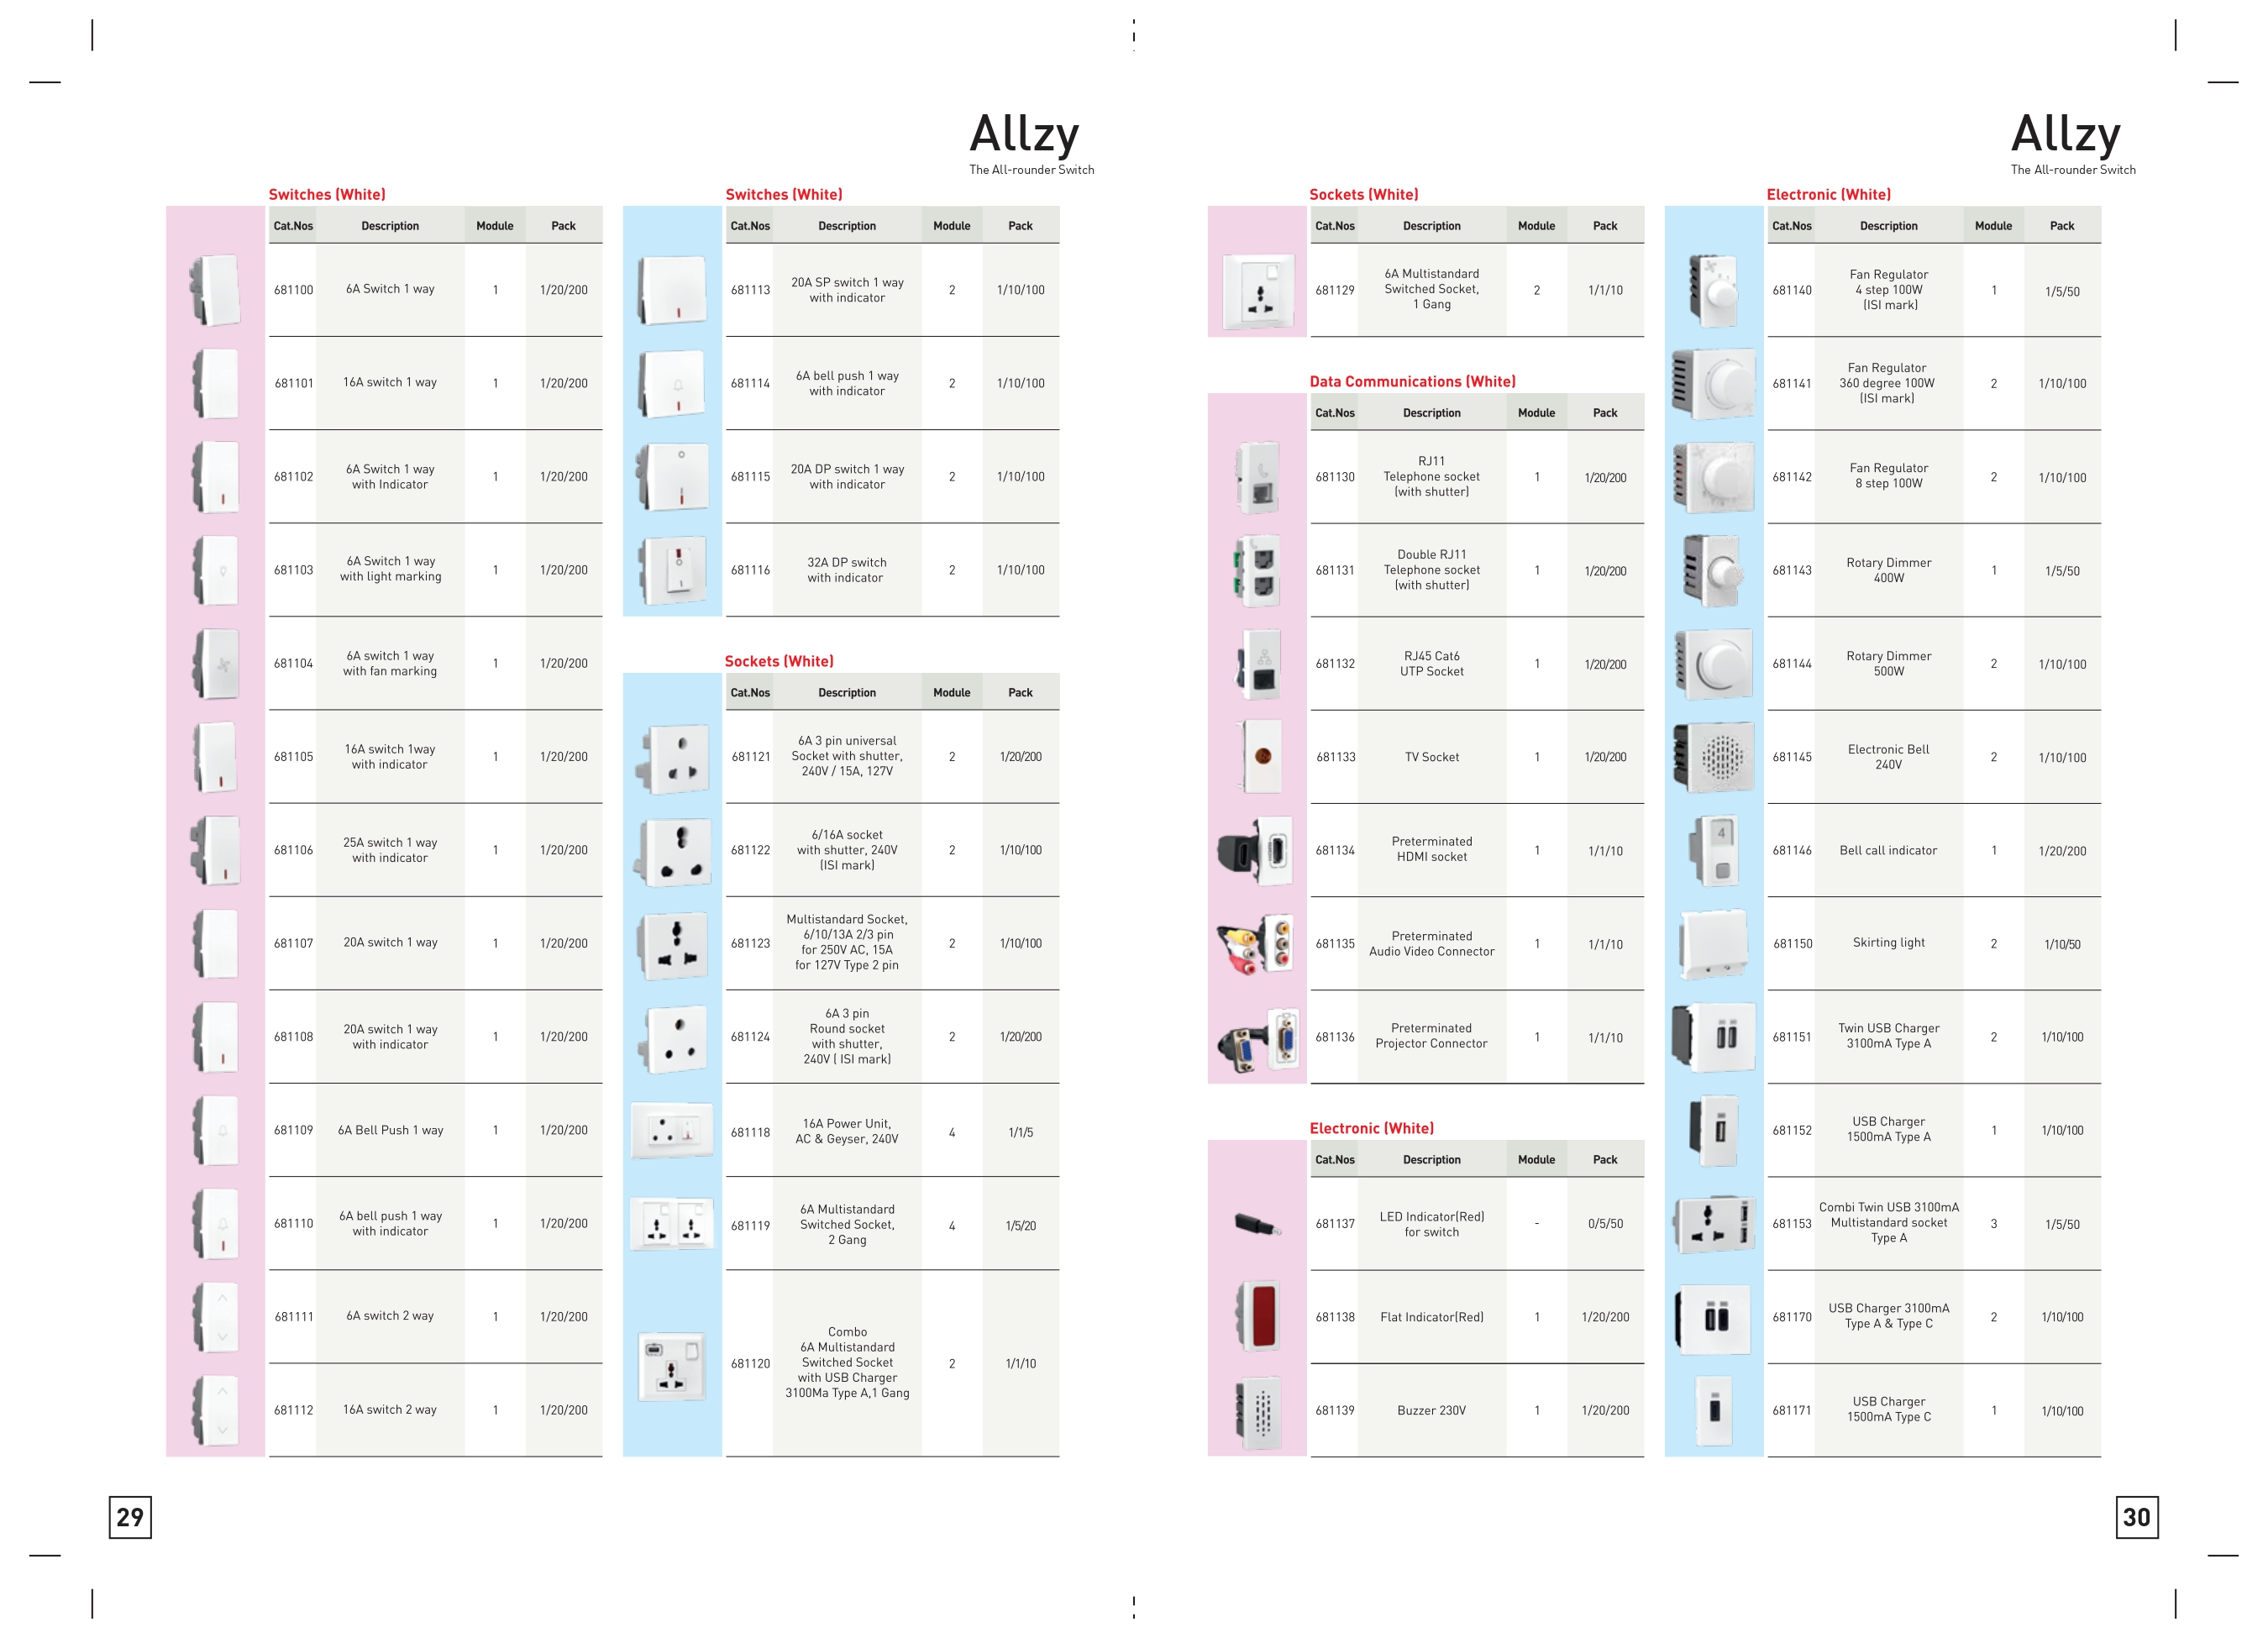 Allzy
The All-rounder Switch
Switches (White)
Cat.Nos Description Module Pack
681100 6A Switch 1 way 1 1/20/200
681101 16A switch 1 way 1 1/20/200
681102 6A Switch 1 way
with Indicator 1 1/20/200
681103 6A Switch 1 way
with light marking 1 1/20/200
681104 6A switch 1 way
with fan marking 1 1/20/200
681105 16A switch 1way
with indicator 1 1/20/200
681106 25A switch 1 way
with indicator 1 1/20/200
681107 20A switch 1 way 1 1/20/200
681108 20A switch 1 way
with indicator 1 1/20/200
681109 6A Bell Push 1 way 1 1/20/200
681110 6A bell push 1 way
with indicator 1 1/20/200
681111 6A switch 2 way 1 1/20/200
681112 16A switch 2 way 1 1/20/200
Switches (White)
Cat.Nos Description Module Pack
681113 20A SP switch 1 way
with indicator 2 1/10/100
681114 6A bell push 1 way
with indicator 2 1/10/100
681115 20A DP switch 1 way
with indicator 2 1/10/100
681116 32A DP switch
with indicator 2 1/10/100
Sockets (White)
Cat.Nos Description Module Pack
681121 6A 3 pin universal
Socket with shutter,
240V / 15A, 127V 2 1/20/200
681122 6/16A socket
with shutter, 240V
(ISI mark) 2 1/10/100
681123 Multistandard Socket,
6/10/13A 2/3 pin
for 250V AC, 15A
for 127V Type 2 pin 2 1/10/100
681124 6A 3 pin
Round socket
with shutter,
240V ( ISI mark) 2 1/20/200
681118 16A Power Unit,
AC & Geyser, 240V 4 1/1/5
681119 6A Multistandard
Switched Socket,
2 Gang 4 1/5/20
681120 Combo
6A Multistandard
Switched Socket
with USB Charger
3100Ma Type A,1 Gang 2 1/1/10
29
Allzy
The All-rounder Switch
Sockets (White)
Cat.Nos Description Module Pack
681129 6A Multistandard
Switched Socket,
1 Gang 2 1/1/10
Data Communications (White)
Cat.Nos Description Module Pack
681130 RJ11
Telephone socket
(with shutter) 1 1/20/200
681131 Double RJ11
Telephone socket
(with shutter) 1 1/20/200
681132 RJ45 Cat6
UTP Socket 1 1/20/200
681133 TV Socket 1 1/20/200
681134 Preterminated
HDMI socket 1 1/1/10
681135 Preterminated
Audio Video Connector 1 1/1/10
681136 Preterminated
Projector Connector 1 1/1/10
Electronic (White)
Cat.Nos Description Module Pack
681137 LED Indicator(Red)
for switch - 0/5/50
681138 Flat Indicator(Red) 1 1/20/200
681139 Buzzer 230V 1 1/20/200
Electronic (White)
Cat.Nos Description Module Pack
681140 Fan Regulator
4 step 100W
(ISI mark) 1 1/5/50
681141 Fan Regulator
360 degree 100W
(ISI mark) 2 1/10/100
681142 Fan Regulator
8 step 100W 2 1/10/100
681143 Rotary Dimmer
400W 1 1/5/50
681144 Rotary Dimmer
500W 2 1/10/100
681145 Electronic Bell
240V 2 1/10/100
4
681146 Bell call indicator 1 1/20/200
681150 Skirting light 2 1/10/50
681151 Twin USB Charger
3100mA Type A 2 1/10/100
681152 USB Charger
1500mA Type A 1 1/10/100
681153 Combi Twin USB 3100mA
Multistandard socket
Type A 3 1/5/50
681170 USB Charger 3100mA
Type A & Type C 2 1/10/100
681171 USB Charger
1500mA Type C 1 1/10/100
30